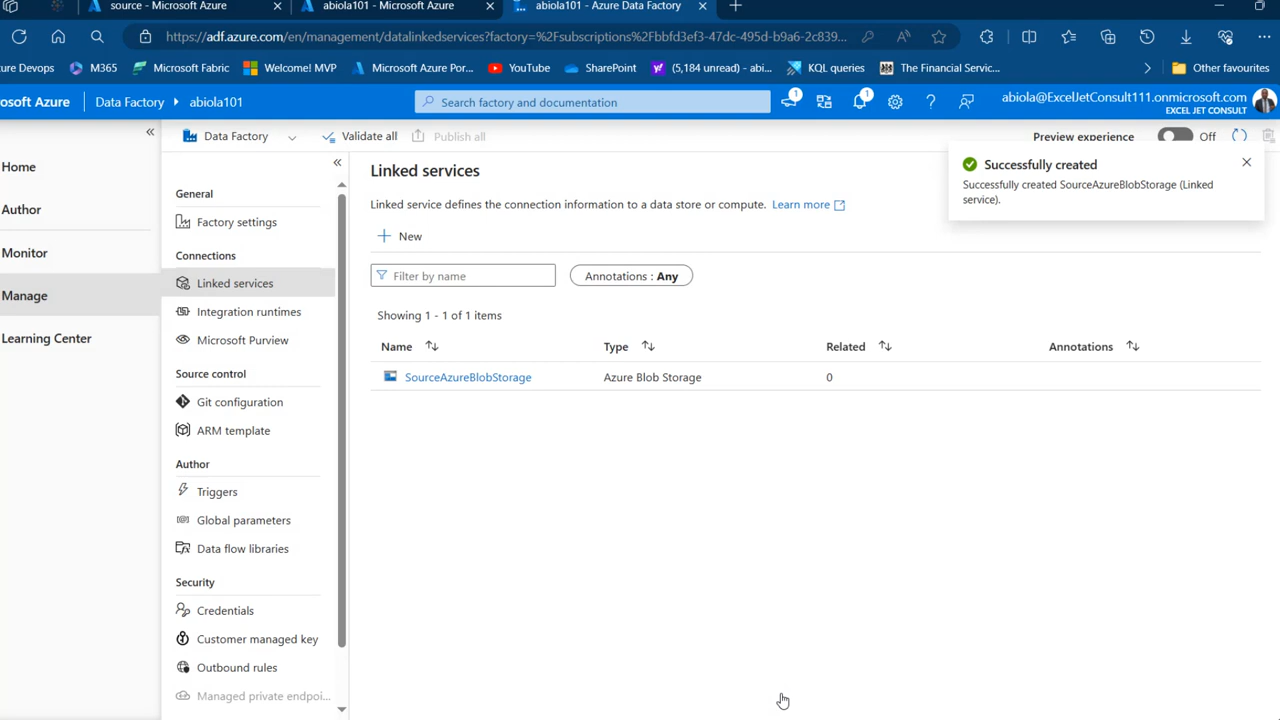 source - Microsoft Azure
abiola101 - Microsoft Azure
abiola101 - Azure Data Factory
https://adf.azure.com/en/management/datalinkedservices?factory=%2Fsubscriptions%2Fbbfd3ef3-47dc-495d-b9a6-2c839...
zure Devops
M365
Microsoft Fabric
Welcome! MVP
Microsoft Azure Por...
YouTube
SharePoint
(5,184 unread) - abi...
KQL queries
The Financial Servic...
Other favourites
osoft Azure
Data Factory
abiola101
Search factory and documentation
1
1
abiola@ExcelJetConsult111.onmicrosoft.com
EXCEL JET CONSULT
Data Factory
Validate all
Publish all
Preview experience
Off
Successfully created
Successfully created SourceAzureBlobStorage (Linked
service).
Home
Author
Monitor
Manage
Learning Center
General
Factory settings
Connections
Linked services
Integration runtimes
Microsoft Purview
Source control
Git configuration
ARM template
Author
Triggers
Global parameters
Data flow libraries
Security
Credentials
Customer managed key
Outbound rules
Managed private endpoi...
Linked services
Linked service defines the connection information to a data store or compute. Learn more
New
Filter by name
Annotations : Any
Showing 1 - 1 of 1 items
Name
Type
Related
Annotations
SourceAzureBlobStorage
Azure Blob Storage
0